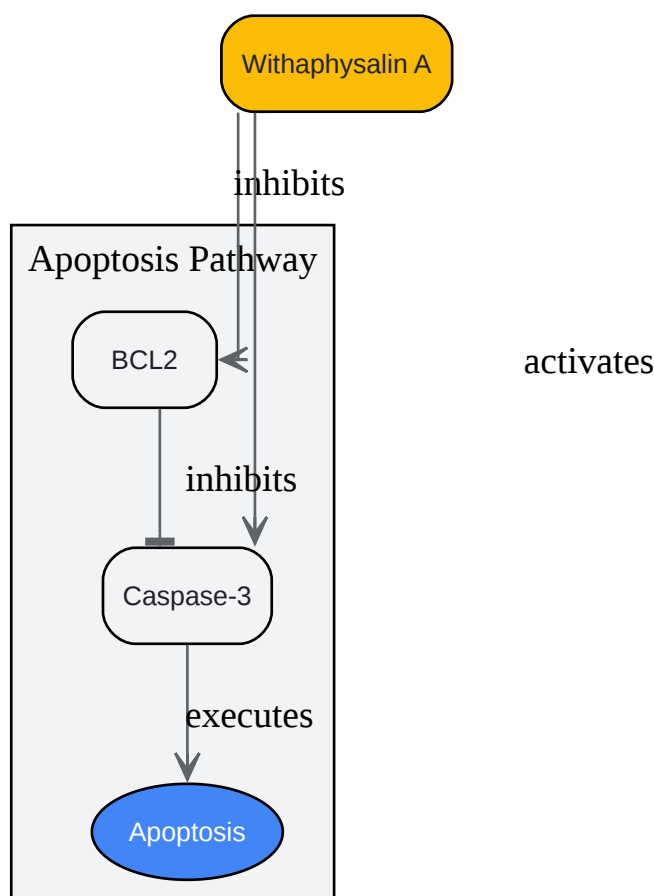 Withaphysalin A
inhibits
Apoptosis Pathway
BCL2
activates
inhibits
Caspase-3
executes
Apoptosis